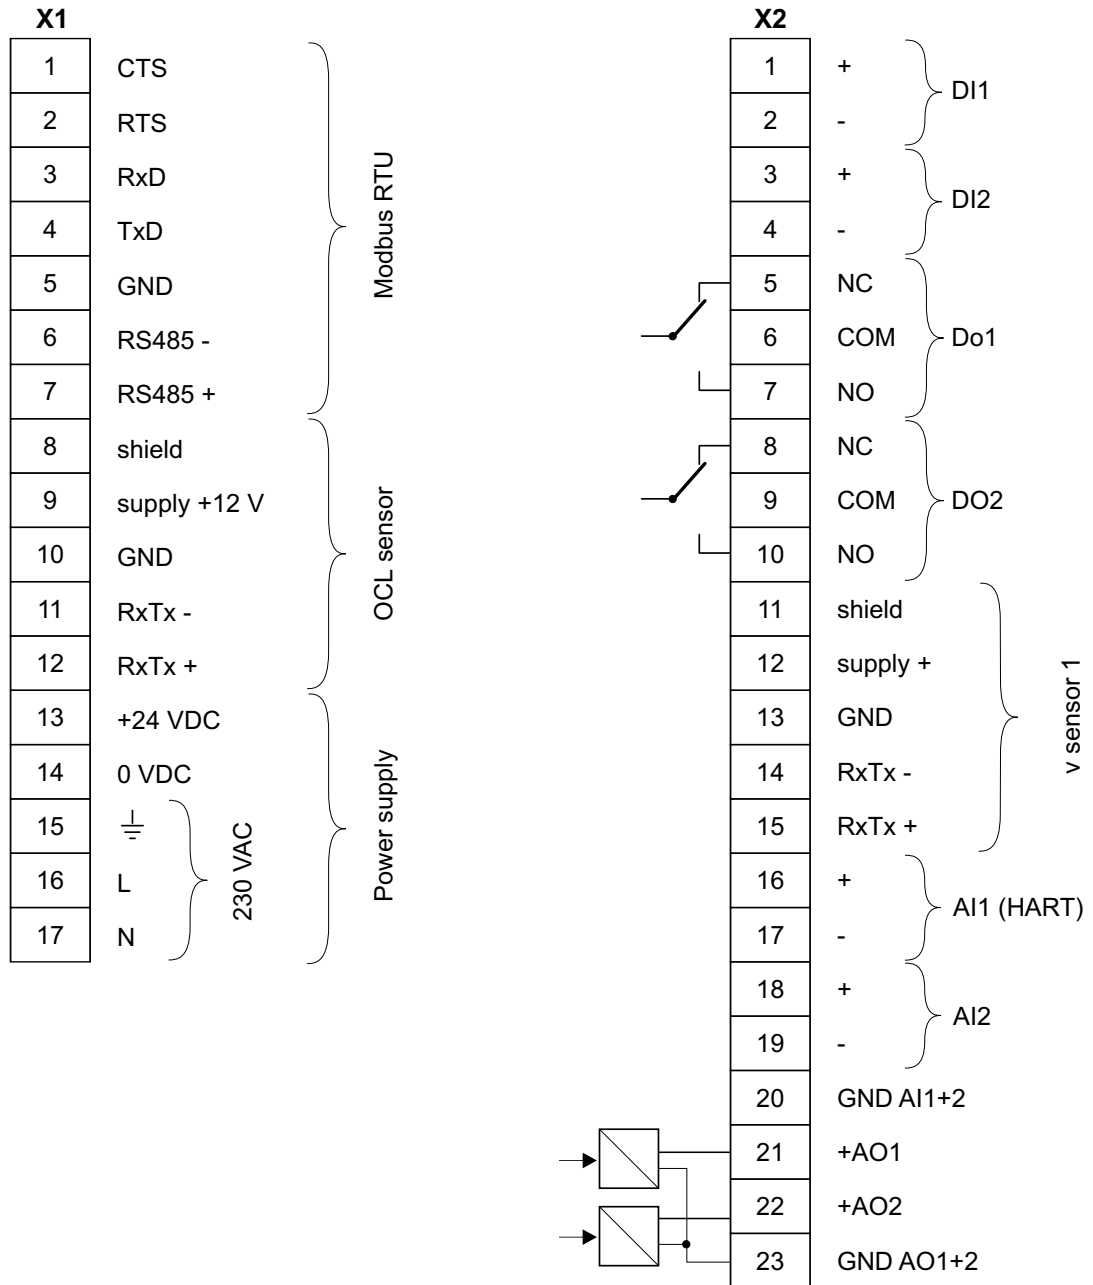 X1
1 CTS
2 RTS
3 RxD
4 TxD
5 GND
6 RS485 -
7 RS485 +
Modbus RTU
8 shield
9 supply +12 V
10 GND
11 RxTx -
12 RxTx +
OCL sensor
13 +24 VDC
14 0 VDC
15
16 L
17 N
230 VAC
Power supply
X2
1 +
2 -
DI1
3 +
4 -
DI2
5 NC
6 COM
7 NO
Do1
8 NC
9 COM
10 NO
DO2
11 shield
12 supply +
13 GND
14 RxTx -
15 RxTx +
v sensor 1
16 +
17 -
AI1 (HART)
18 +
19 -
AI2
20 GND AI1+2
21 +AO1
22 +AO2
23 GND AO1+2